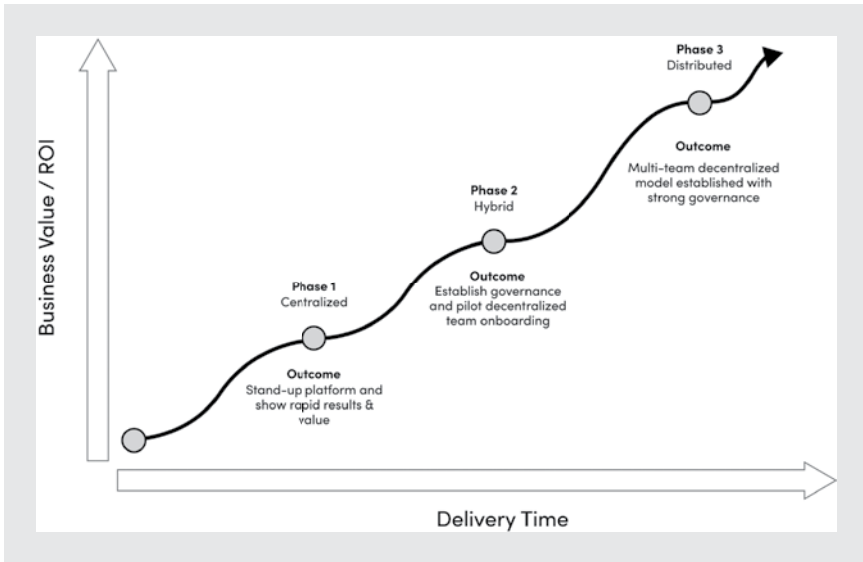 Business Value / ROI
Phase 1
Centralized
Outcome
Stand-up platform and
show rapid results &
value
Phase 2
Hybrid
Outcome
Establish governance
and pilot decentralized
team onboarding
Phase 3
Distributed
Outcome
Multi-team decentralized
model established with
strong governance
Delivery Time